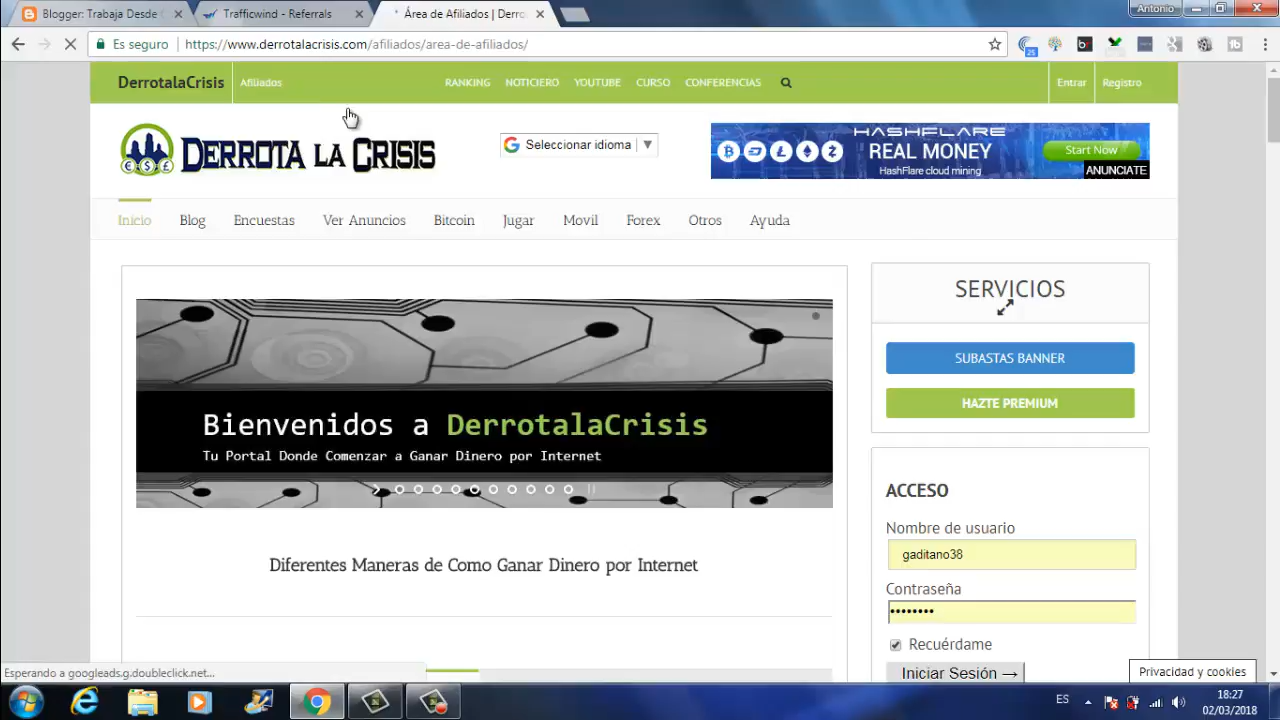 Blogger: Trabaja Desde
Trafficwind - Referrals
Área de Afiliados | Derro
Antonio
Es seguro
https://www.derrotalacrisis.com/afiliados/area-de-afiliados/
25
DerrotalaCrisis
Afiliados
RANKING
NOTICIERO
YOUTUBE
CURSO
CONFERENCIAS
Entrar
Registro
DERROTA LA CRISIS
Seleccionar idioma
HASHFLARE
REAL MONEY
HashFlare cloud mining
Start Now
ANUNCIATE
Inicio
Blog
Encuestas
Ver Anuncios
Bitcoin
Jugar
Movil
Forex
Otros
Ayuda
Bienvenidos a DerrotalaCrisis
Tu Portal Donde Comenzar a Ganar Dinero por Internet
Diferentes Maneras de Como Ganar Dinero por Internet
SERVICIOS
SUBASTAS BANNER
HAZTE PREMIUM
ACCESO
Nombre de usuario
gaditano38
Contraseña
••••••••
Recuérdame
Iniciar Sesión →
Privacidad y cookies
Esperando a googleads.g.doubleclick.net...
ES
18:27
02/03/2018